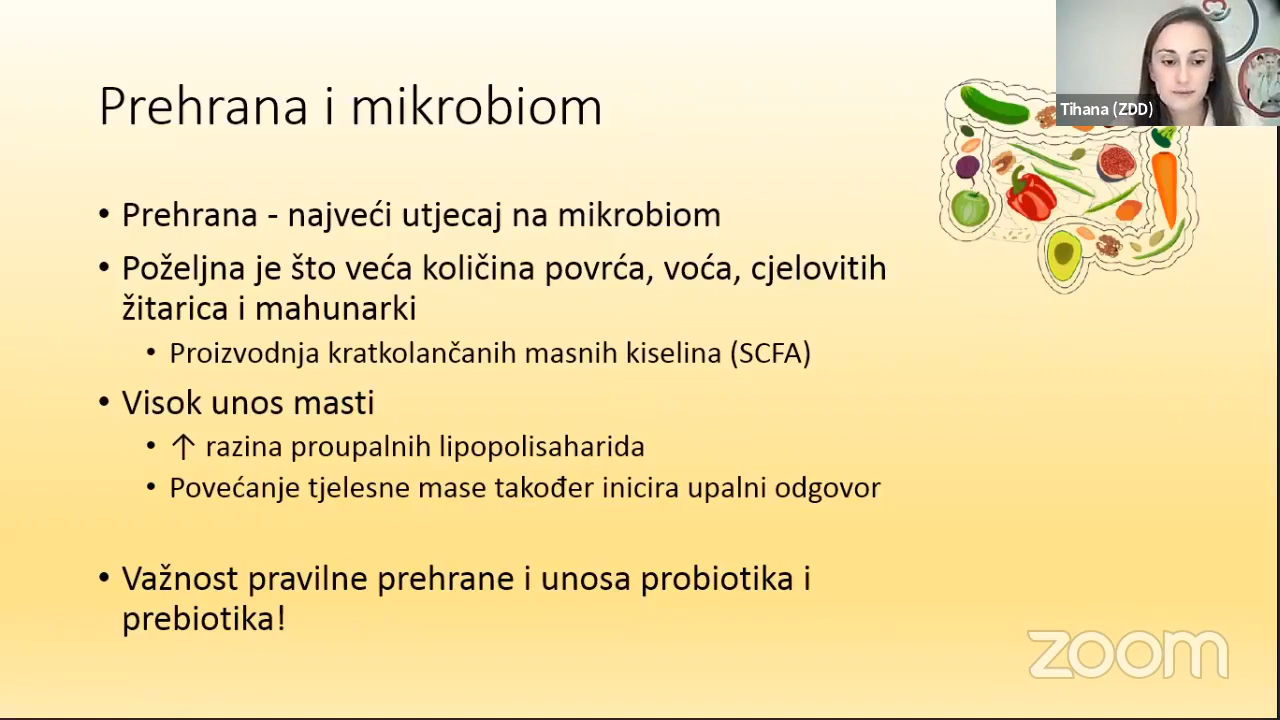 Prehrana i mikrobiom
Tihana (ZDD)
• Prehrana - najveći utjecaj na mikrobiom
• Poželjna je što veća količina povrća, voća, cjelovitih
žitarica i mahunarki
• Proizvodnja kratkolančanih masnih kiselina (SCFA)
• Visok unos masti
• ↑ razina proupalnih lipopolisaharida
• Povećanje tjelesne mase također inicira upalni odgovor
• Važnost pravilne prehrane i unosa probiotika i
prebiotika!
zoom